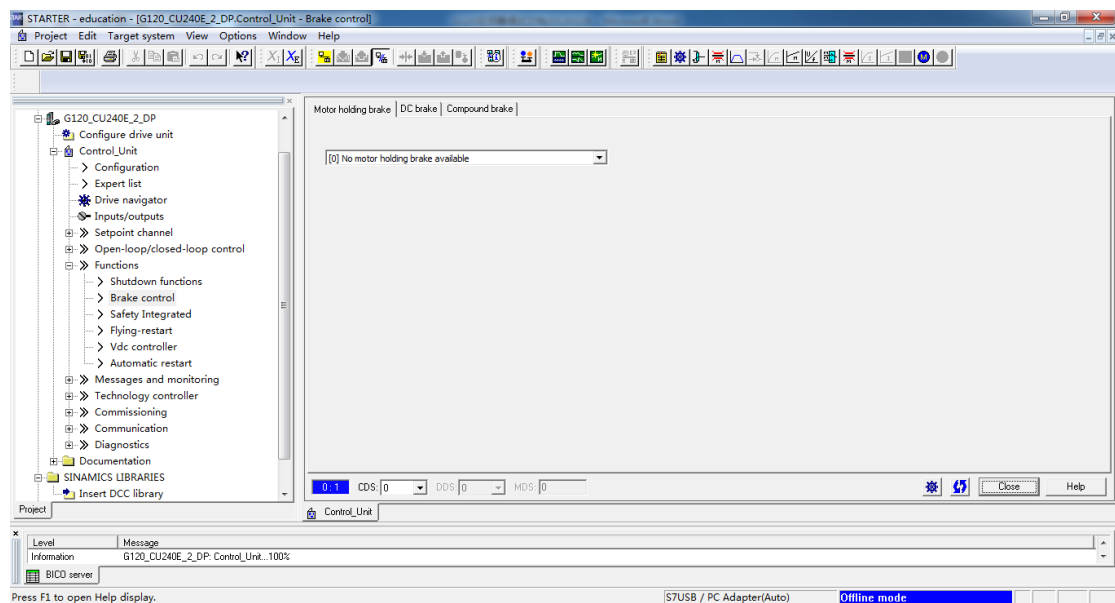 STARTER - education - [G120_CU240E_2_DP.Control_Unit - Brake control]
Project Edit Target system View Options Window Help
G120_CU240E_2_DP
Configure drive unit
Control_Unit
Configuration
Expert list
Drive navigator
Inputs/outputs
Setpoint channel
Open-loop/closed-loop control
Functions
Shutdown functions
Brake control
Safety Integrated
Flying-restart
Vdc controller
Automatic restart
Messages and monitoring
Technology controller
Commissioning
Communication
Diagnostics
Documentation
SINAMICS LIBRARIES
Insert DCC library
Project
Motor holding brake DC brake Compound brake
[0] No motor holding brake available
0:1 CDS: 0 DDS: 0 MDS: 0 Close Help
Control_Unit
Level Message
Information G120_CU240E_2_DP: Control_Unit...100%
BICO server
Press F1 to open Help display. S7USB / PC Adapter(Auto) Offline mode